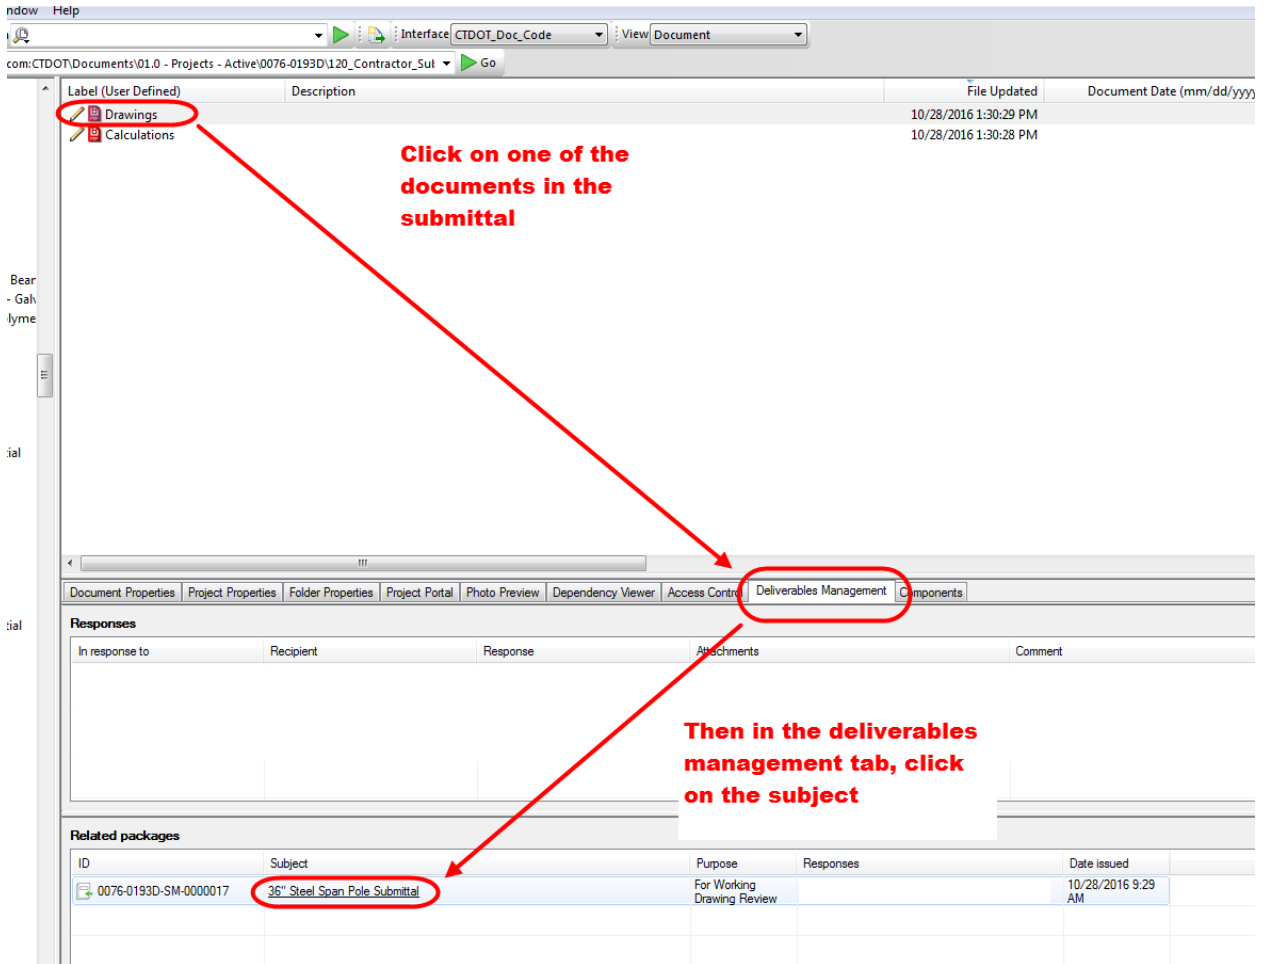 ndow Help
Interface CTDOT_Doc_Code View Document
com:CTDOT\Documents\01.0 - Projects - Active\0076-0193D\120_Contractor_Sul Go
Label (User Defined) Description File Updated Document Date (mm/dd/yyyy
Drawings 10/28/2016 1:30:29 PM
Calculations 10/28/2016 1:30:28 PM
Click on one of the
documents in the
submittal
Bear
- Galv
lyme
tial
tial
Document Properties Project Properties Folder Properties Project Portal Photo Preview Dependency Viewer Access Control Deliverables Management Components
Responses
In response to Recipient Response Attachments Comment
Then in the deliverables
management tab, click
on the subject
Related packages
ID Subject Purpose Responses Date issued
0076-0193D-SM-0000017 36" Steel Span Pole Submittal For Working 10/28/2016 9:29
Drawing Review AM